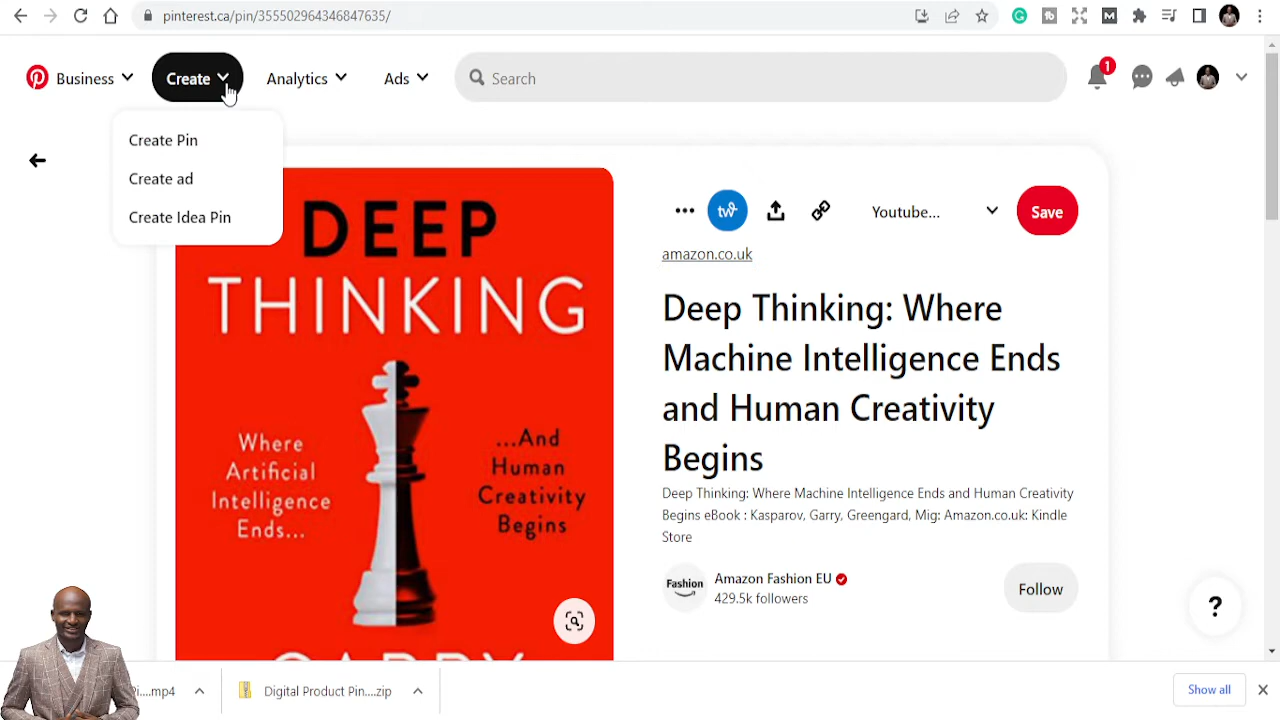 pinterest.ca/pin/355502964346847635/
Business
Create
Analytics
Ads
Search
1
Create Pin
Create ad
Create Idea Pin
DEEP
THINKING
Where
Artificial
Intelligence
Ends...
...And
Human
Creativity
Begins
Youtube...
Save
amazon.co.uk
Deep Thinking: Where
Machine Intelligence Ends
and Human Creativity
Begins
Deep Thinking: Where Machine Intelligence Ends and Human Creativity
Begins eBook : Kasparov, Garry, Greengard, Mig: Amazon.co.uk: Kindle
Store
Fashion
Amazon Fashion EU
429.5k followers
Follow
?
....mp4
Digital Product Pin....zip
Show all